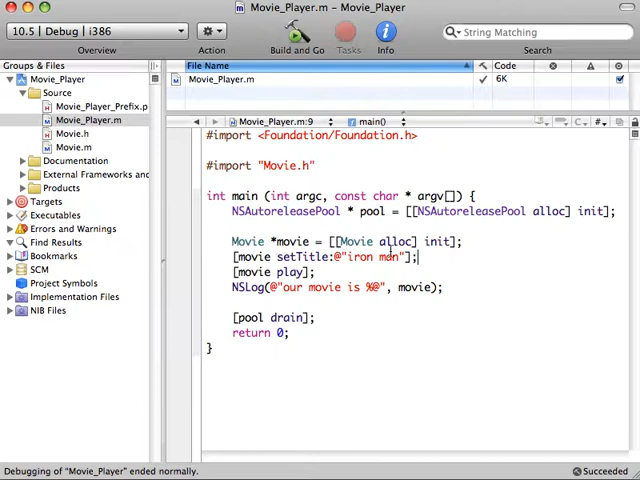 Movie_Player.m - Movie_Player
10.5 | Debug | i386
String Matching
Overview
Action
Build and Go
Tasks
Info
Search
Groups & Files
File Name
Code
Movie_Player
Movie_Player.m
6K
Source
Movie_Player_Prefix.p
Movie_Player.m
Movie.h
Movie.m
Documentation
External Frameworks and
Products
Targets
Executables
Errors and Warnings
Find Results
Bookmarks
SCM
Project Symbols
Implementation Files
NIB Files
Movie_Player.m:9
main()
#import <Foundation/Foundation.h>
#import "Movie.h"
int main (int argc, const char * argv[]) {
NSAutoreleasePool * pool = [[NSAutoreleasePool alloc] init];
Movie *movie = [[Movie alloc] init];
[movie setTitle:@"iron man"];
[movie play];
NSLog(@"our movie is %@", movie);
[pool drain];
return 0;
}
Debugging of "Movie_Player" ended normally.
Succeeded